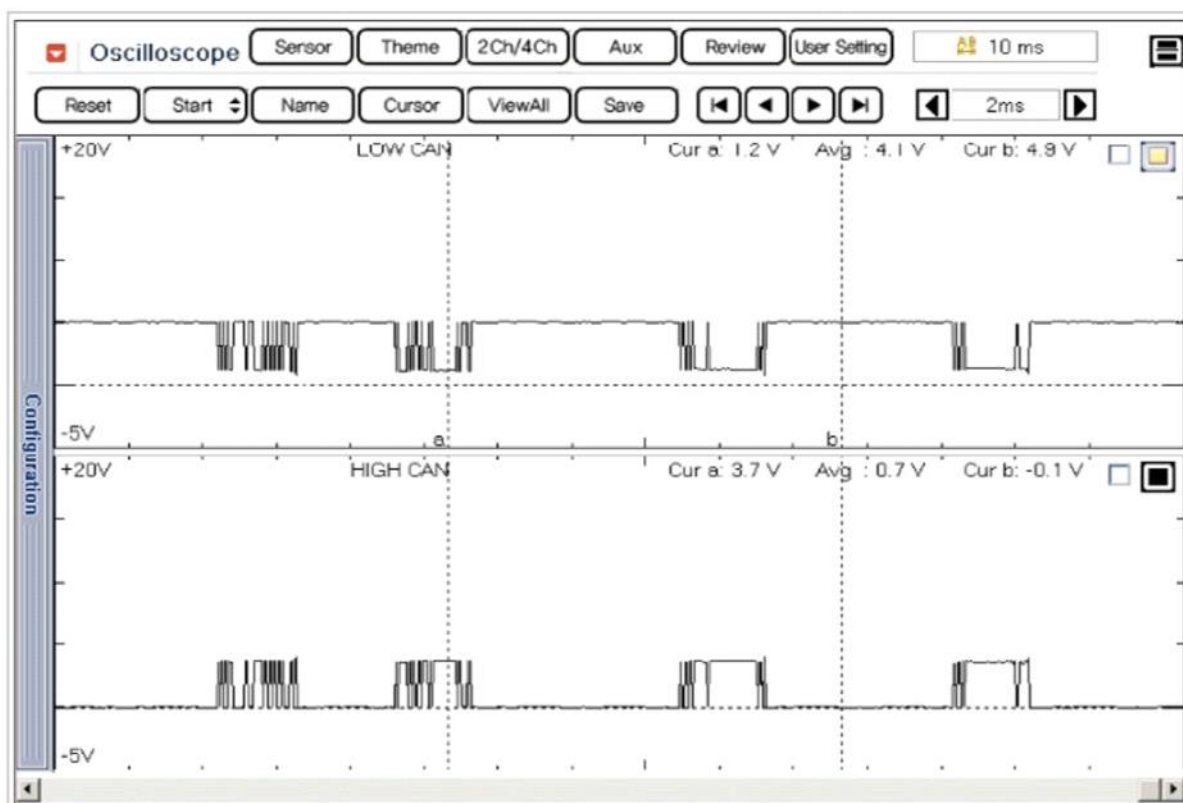 Oscilloscope Sensor Theme 2Ch/4Ch Aux Review User Setting 10 ms
Reset Start Name Cursor ViewAll Save 2ms
+20V LOW CAN Cur a: 1.2 V Avg : 4.1 V Cur b: 4.9 V
-5V a b
+20V HIGH CAN Cur a: 3.7 V Avg : 0.7 V Cur b: -0.1 V
-5V
Configuration